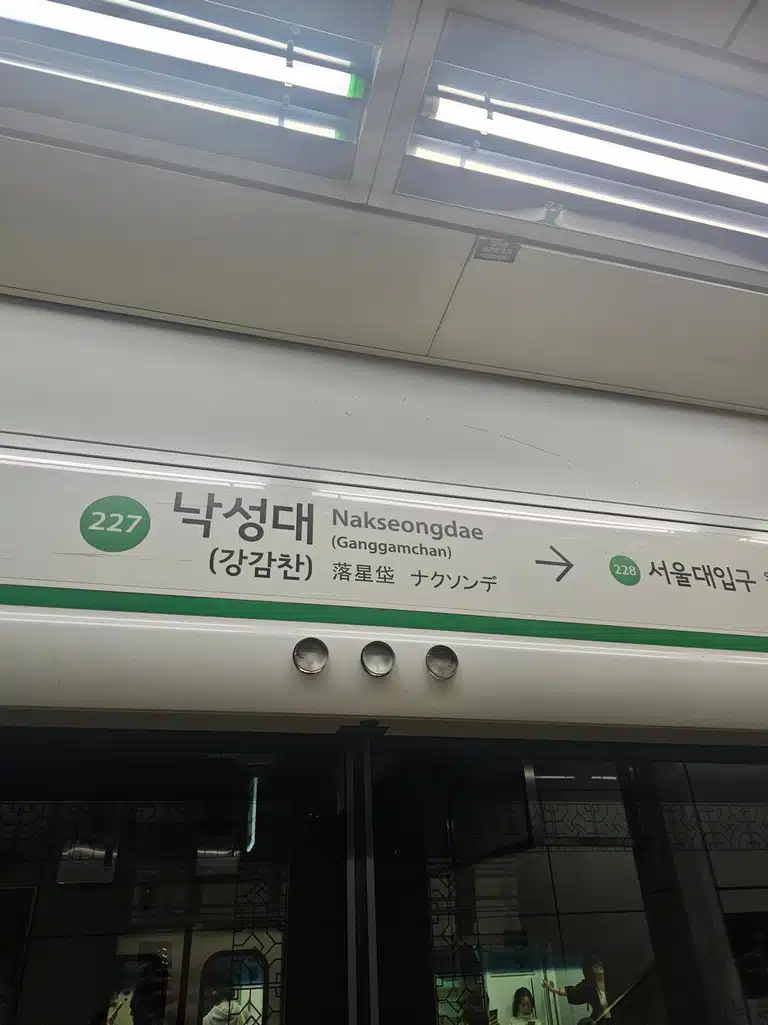 227
낙성대
(강감찬)
Nakseongdae
(Ganggamchan)
落星垈 ナクソンデ
→
228 서울대입구